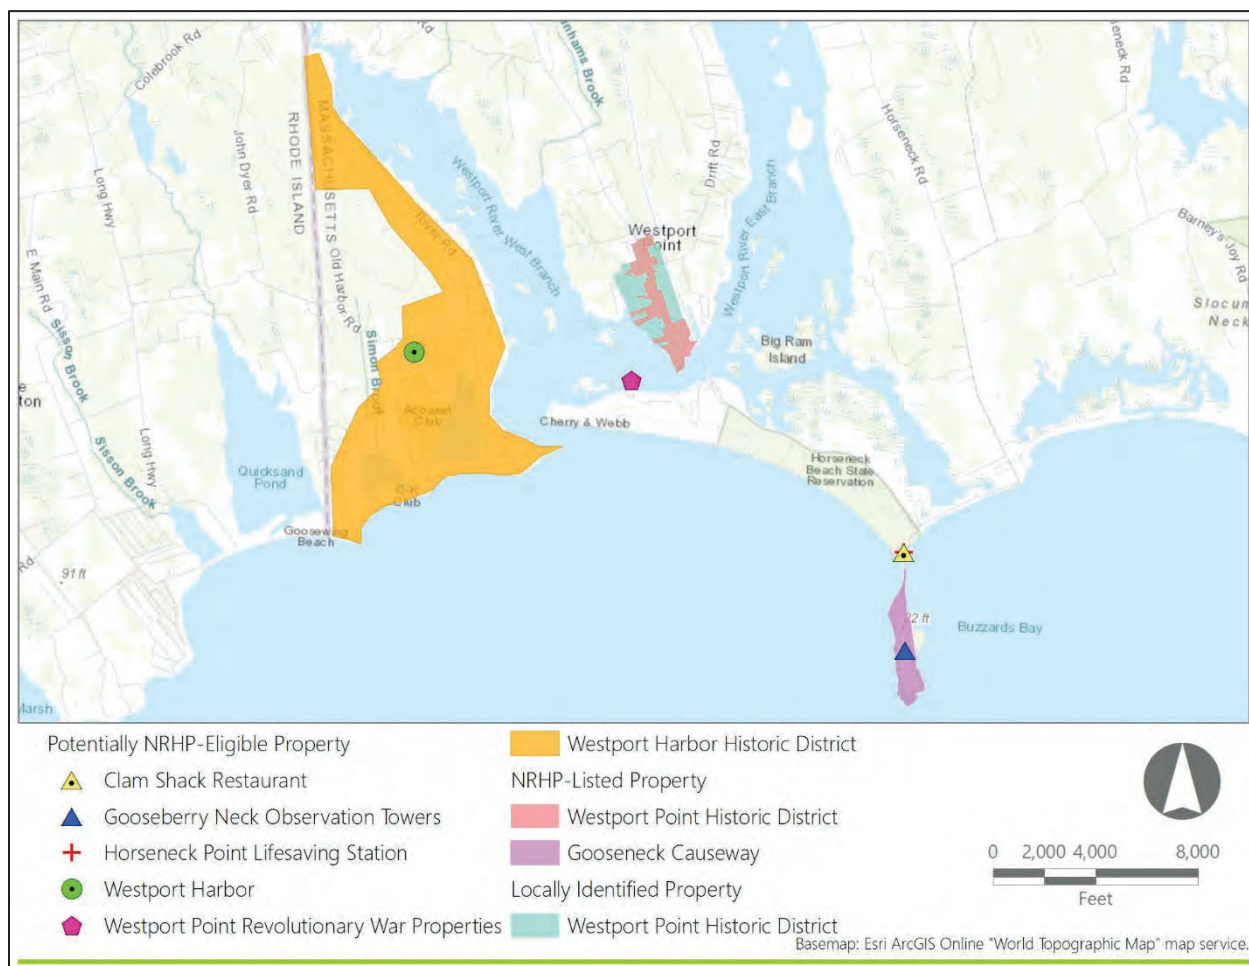 Colebrook Rd
nhams Brook
Horseneck Rd
Horseneck Rd
MASSACHUSETTS
RHODE ISLAND
John Dyer Rd
Long Hwy
Drift Rd
Westport River West Branch
Westport River East Branch
River Rd
Westport
Point
Barney's Joy Rd
E Main Rd
Old Harbor Rd
Slocum
Neck
Sisson Brook
Simon Brook
Big Ram
Island
e
ton
Acoaxet
Club
Cherry & Webb
Sisson Brook
Long Hwy
Quicksand
Pond
Horseneck
Beach State
Reservation
C-K
Club
Goosewing
Beach
Rd
91 ft
22 ft
Buzzards Bay
Marsh
Potentially NRHP-Eligible Property
Clam Shack Restaurant
Gooseberry Neck Observation Towers
Horseneck Point Lifesaving Station
Westport Harbor
Westport Point Revolutionary War Properties
Westport Harbor Historic District
NRHP-Listed Property
Westport Point Historic District
Gooseneck Causeway
Locally Identified Property
Westport Point Historic District
0 2,000 4,000 8,000
Feet
Basemap: Esri ArcGIS Online "World Topographic Map" map service.